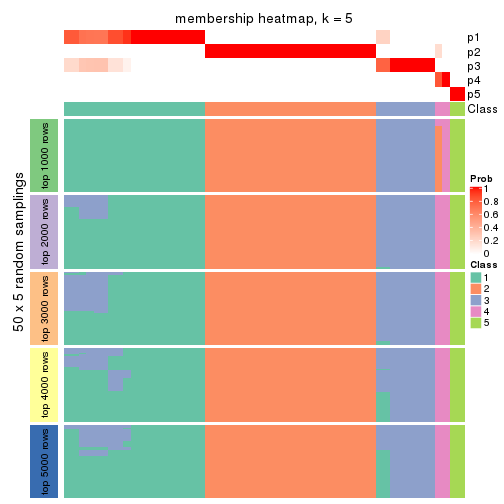 membership heatmap, k = 5
p1
p2
p3
p4
p5
Class
50 x 5 random samplings
top 1000 rows
top 2000 rows
top 3000 rows
top 4000 rows
top 5000 rows
Prob
1
0.8
0.6
0.4
0.2
0
Class
1
2
3
4
5